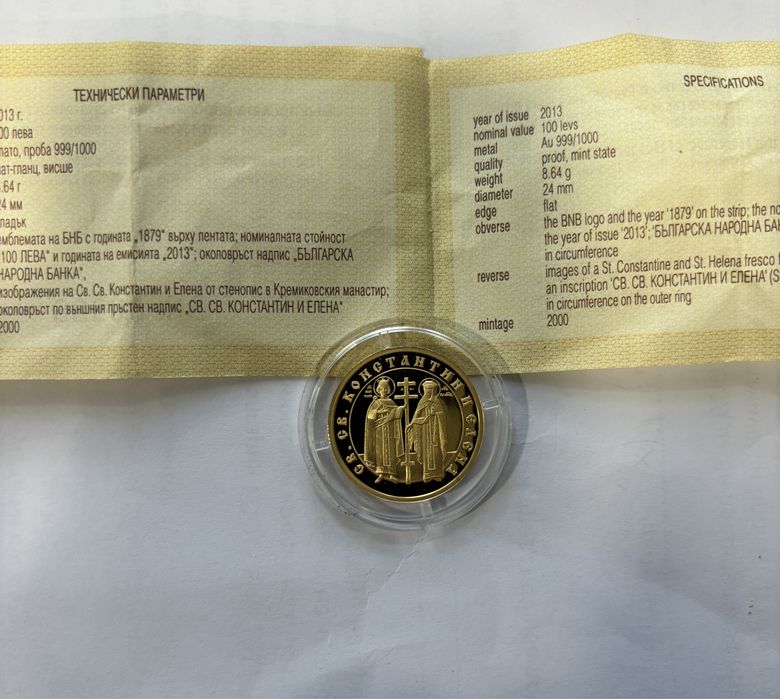 ТЕХНИЧЕСКИ ПАРАМЕТРИ
013 г.
00 лева
лато, проба 999/1000
ат-гланц, висше
.64 г
24 мм
ладък
емблемата на БНБ с годината „1879“ върху лентата; номиналната стойност
100 ЛЕВА“ и годината на емисията „2013“; околовръст надпис „БЪЛГАРСКА
НАРОДНА БАНКА“,
изображения на Св. Св. Константин и Елена от стенопис в Кремиковския манастир;
околовръст по външния пръстен надпис „СВ. СВ. КОНСТАНТИН И ЕЛЕНА“
2000
SPECIFICATIONS
year of issue 2013
nominal value 100 levs
metal Au 999/1000
quality proof, mint state
weight 8.64 g
diameter 24 mm
edge flat
obverse the BNB logo and the year ‘1879’ on the strip; the no
the year of issue ‘2013’; ‘БЪЛГАРСКА НАРОДНА БАН
in circumference
reverse images of a St. Constantine and St. Helena fresco f
an inscription ‘СВ. СВ. КОНСТАНТИН И ЕЛЕНА’ (S
in circumference on the outer ring
mintage 2000
СВ. СВ. КОНСТАНТИН И ЕЛЕНА